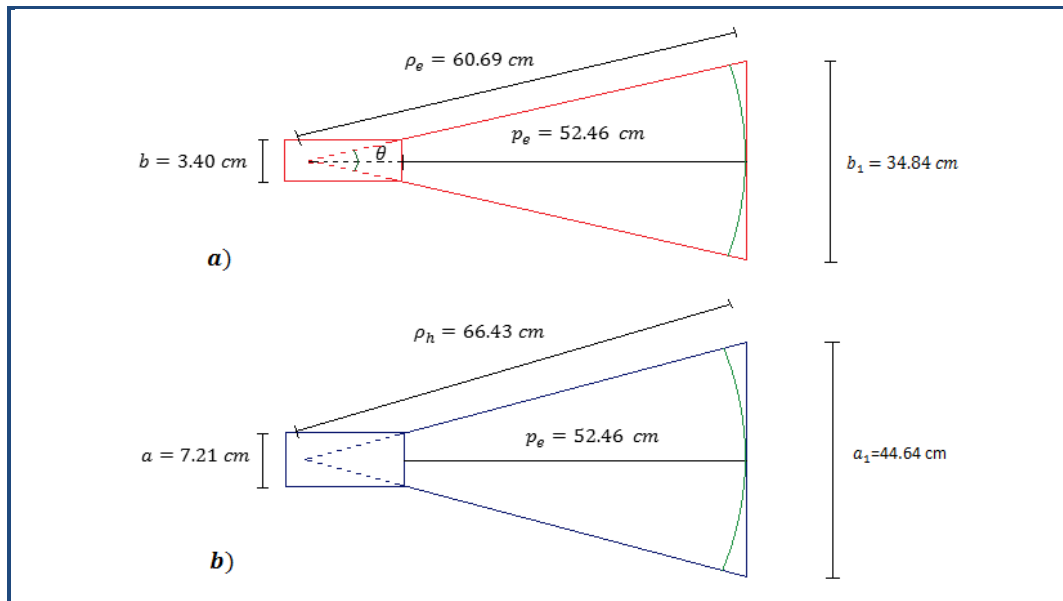 ρₑ = 60.69 cm
pₑ = 52.46 cm
b = 3.40 cm
θ
b₁ = 34.84 cm
a)
ρₕ = 66.43 cm
pₑ = 52.46 cm
a = 7.21 cm
a₁=44.64 cm
b)